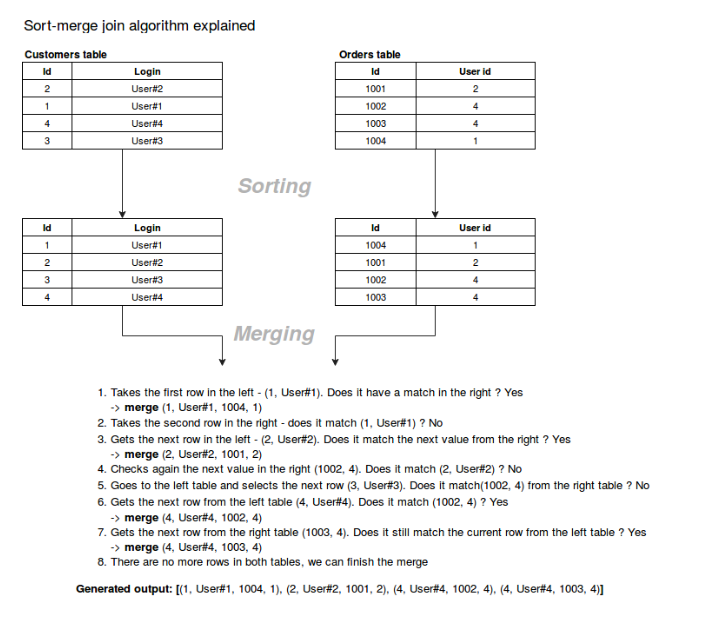 Sort-merge join algorithm explained
Customers table
Id Login
2 User#2
1 User#1
4 User#4
3 User#3
Orders table
Id User id
1001 2
1002 4
1003 4
1004 1
Sorting
Id Login
1 User#1
2 User#2
3 User#3
4 User#4
Id User id
1004 1
1001 2
1002 4
1003 4
Merging
1. Takes the first row in the left - (1, User#1). Does it have a match in the right ? Yes
-> merge (1, User#1, 1004, 1)
2. Takes the second row in the right - does it match (1, User#1) ? No
3. Gets the next row in the left - (2, User#2). Does it match the next value from the right ? Yes
-> merge (2, User#2, 1001, 2)
4. Checks again the next value in the right (1002, 4). Does it match (2, User#2) ? No
5. Goes to the left table and selects the next row (3, User#3). Does it match(1002, 4) from the right table ? No
6. Gets the next row from the left table (4, User#4). Does it match (1002, 4) ? Yes
-> merge (4, User#4, 1002, 4)
7. Gets the next row from the right table (1003, 4). Does it still match the current row from the left table ? Yes
-> merge (4, User#4, 1003, 4)
8. There are no more rows in both tables, we can finish the merge
Generated output: [(1, User#1, 1004, 1), (2, User#2, 1001, 2), (4, User#4, 1002, 4), (4, User#4, 1003, 4)]